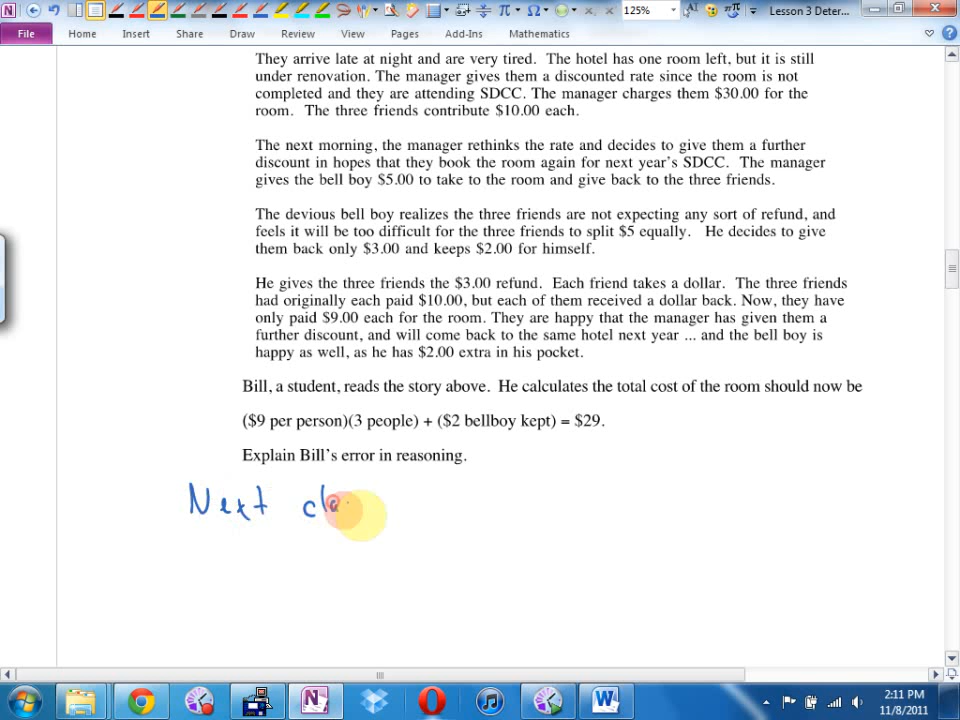 125%
Lesson 3 Deter...
File Home Insert Share Draw Review View Pages Add-Ins Mathematics
They arrive late at night and are very tired. The hotel has one room left, but it is still
under renovation. The manager gives them a discounted rate since the room is not
completed and they are attending SDCC. The manager charges them $30.00 for the
room. The three friends contribute $10.00 each.
The next morning, the manager rethinks the rate and decides to give them a further
discount in hopes that they book the room again for next year's SDCC. The manager
gives the bell boy $5.00 to take to the room and give back to the three friends.
The devious bell boy realizes the three friends are not expecting any sort of refund, and
feels it will be too difficult for the three friends to split $5 equally. He decides to give
them back only $3.00 and keeps $2.00 for himself.
He gives the three friends the $3.00 refund. Each friend takes a dollar. The three friends
had originally each paid $10.00, but each of them received a dollar back. Now, they have
only paid $9.00 each for the room. They are happy that the manager has given them a
further discount, and will come back to the same hotel next year ... and the bell boy is
happy as well, as he has $2.00 extra in his pocket.
Bill, a student, reads the story above. He calculates the total cost of the room should now be
($9 per person)(3 people) + ($2 bellboy kept) = $29.
Explain Bill's error in reasoning.
Next cla
2:11 PM
11/8/2011